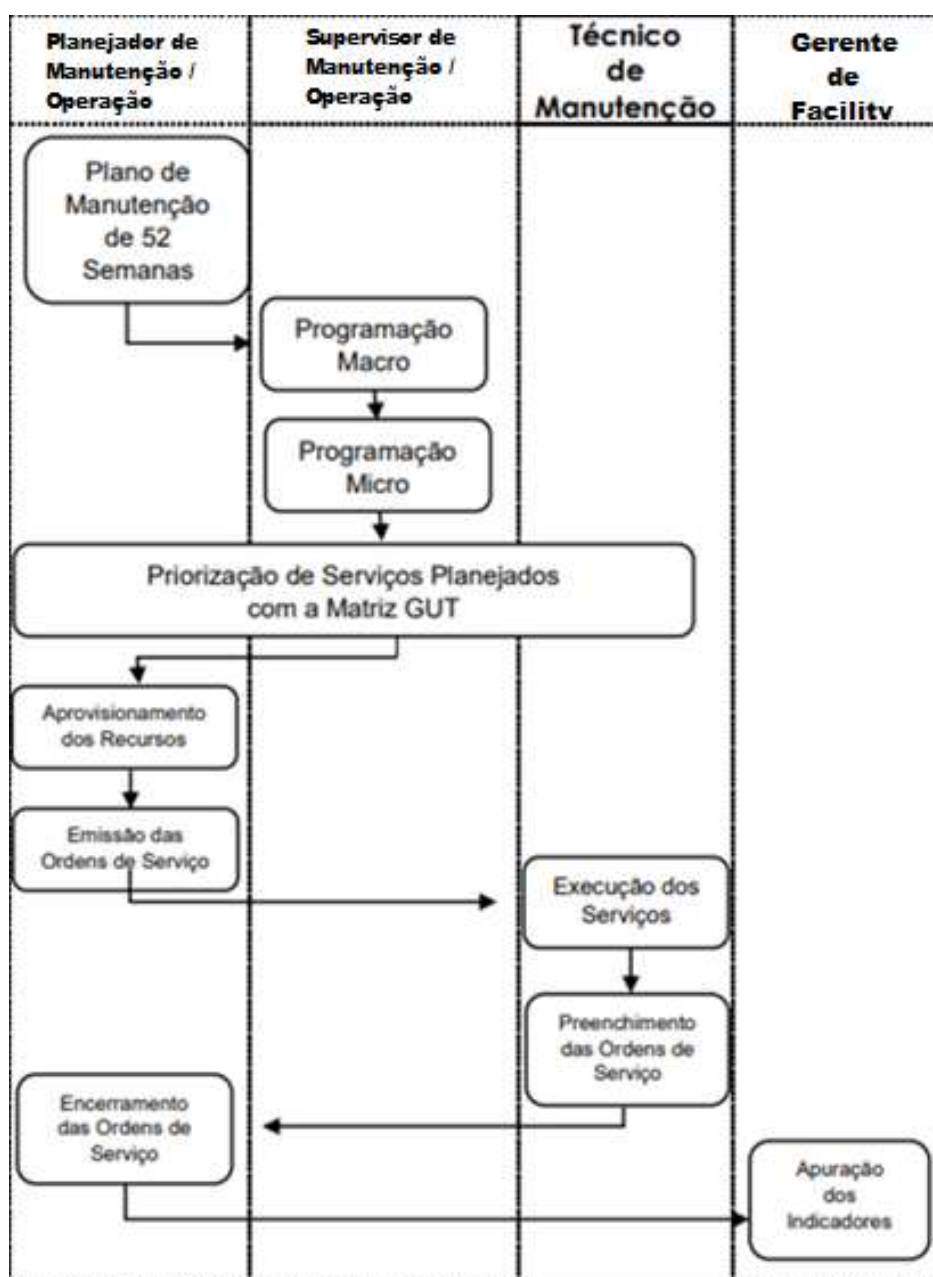 Planejador de
Manutenção /
Operação
Supervisor de
Manutenção /
Operação
Técnico
de
Manutenção
Gerente
de
Facility
Plano de
Manutenção
de 52
Semanas
Programação
Macro
Programação
Micro
Priorização de Serviços Planejados
com a Matriz GUT
Aprovisionamento
dos Recursos
Emissão das
Ordens de Serviço
Execução dos
Serviços
Preenchimento
das Ordens de
Serviço
Encerramento
das Ordens de
Serviço
Apuração
dos
Indicadores